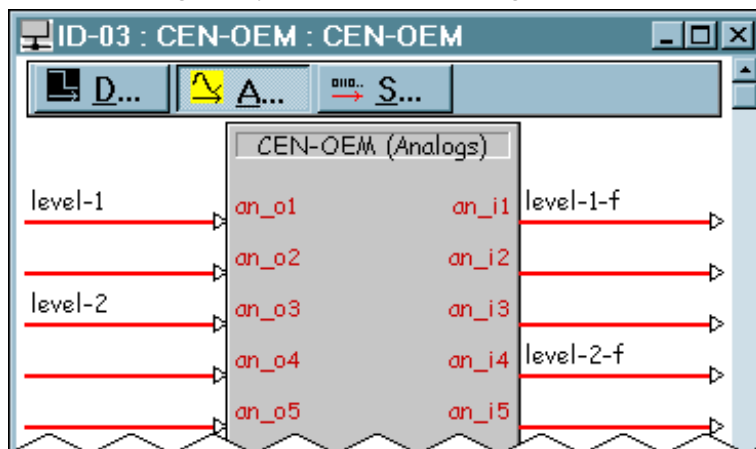 ID-03 : CEN-OEM : CEN-OEM
D... A... S...
CEN-OEM (Analogs)
level-1 an_o1 an_i1 level-1-f
an_o2 an_i2
level-2 an_o3 an_i3
an_o4 an_i4 level-2-f
an_o5 an_i5